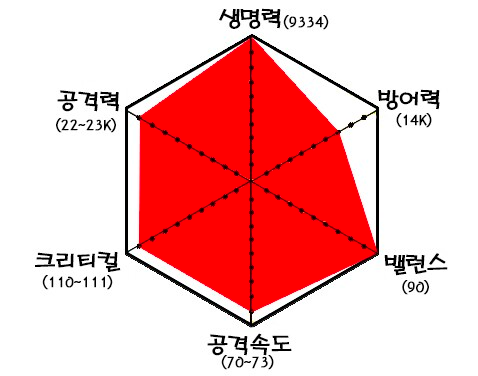 생명력(9334)
공격력
(22~23K)
방어력
(14K)
크리티컬
(110~111)
밸런스
(90)
공격속도
(70~73)